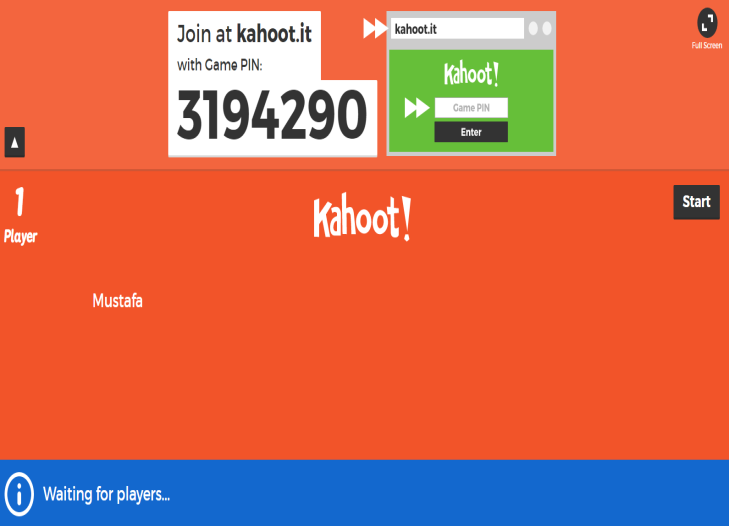 Join at kahoot.it
with Game PIN:
3194290
kahoot.it
Kahoot!
Game PIN
Enter
Full Screen
1
Player
Kahoot!
Start
Mustafa
Waiting for players...